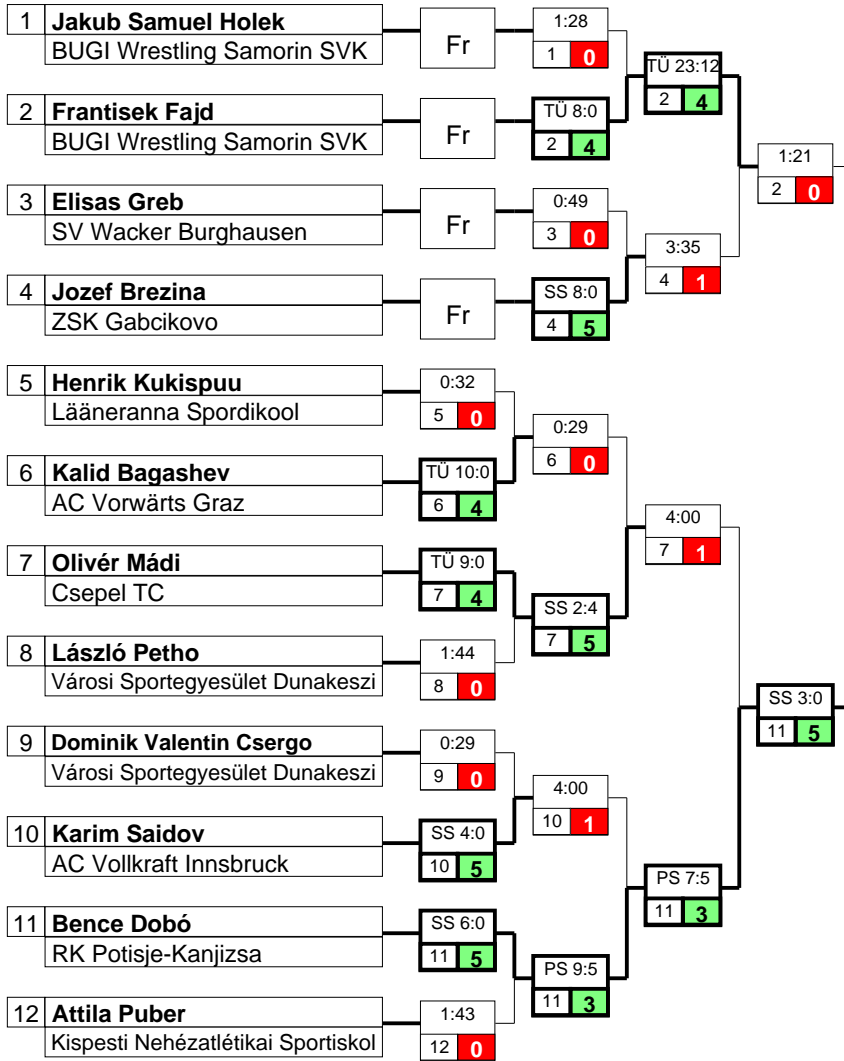 1 Jakub Samuel Holek
BUGI Wrestling Samorin SVK
Fr
1:28
1 0
TÜ 23:12
2 4
2 Frantisek Fajd
BUGI Wrestling Samorin SVK
Fr
TÜ 8:0
2 4
1:21
2 0
3 Elisas Greb
SV Wacker Burghausen
Fr
0:49
3 0
3:35
4 1
4 Jozef Brezina
ZSK Gabcikovo
Fr
SS 8:0
4 5
5 Henrik Kukispuu
Lääneranna Spordikool
0:32
5 0
0:29
6 0
6 Kalid Bagashev
AC Vorwärts Graz
TÜ 10:0
6 4
4:00
7 1
7 Olivér Mádi
Csepel TC
TÜ 9:0
7 4
SS 2:4
7 5
8 László Petho
Városi Sportegyesület Dunakeszi
1:44
8 0
SS 3:0
11 5
9 Dominik Valentin Csergo
Városi Sportegyesület Dunakeszi
0:29
9 0
4:00
10 1
10 Karim Saidov
AC Vollkraft Innsbruck
SS 4:0
10 5
PS 7:5
11 3
11 Bence Dobó
RK Potisje-Kanjizsa
SS 6:0
11 5
PS 9:5
11 3
12 Attila Puber
Kispesti Nehézatlétikai Sportiskol
1:43
12 0